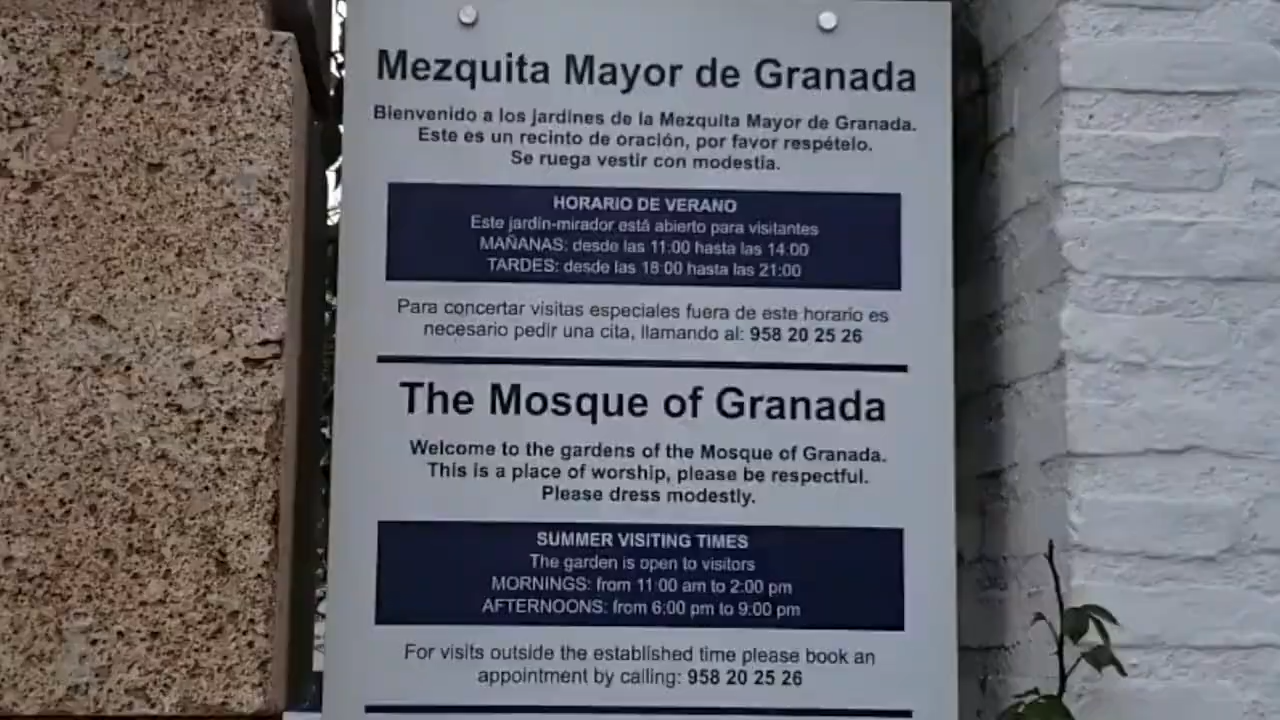 Mezquita Mayor de Granada
Bienvenido a los jardines de la Mezquita Mayor de Granada.
Este es un recinto de oración, por favor respételo.
Se ruega vestir con modestia.
HORARIO DE VERANO
Este jardín-mirador está abierto para visitantes
MAÑANAS: desde las 11:00 hasta las 14:00
TARDES: desde las 18:00 hasta las 21:00
Para concertar visitas especiales fuera de este horario es
necesario pedir una cita, llamando al: 958 20 25 26
The Mosque of Granada
Welcome to the gardens of the Mosque of Granada.
This is a place of worship, please be respectful.
Please dress modestly.
SUMMER VISITING TIMES
The garden is open to visitors
MORNINGS: from 11:00 am to 2:00 pm
AFTERNOONS: from 6:00 pm to 9:00 pm
For visits outside the established time please book an
appointment by calling: 958 20 25 26